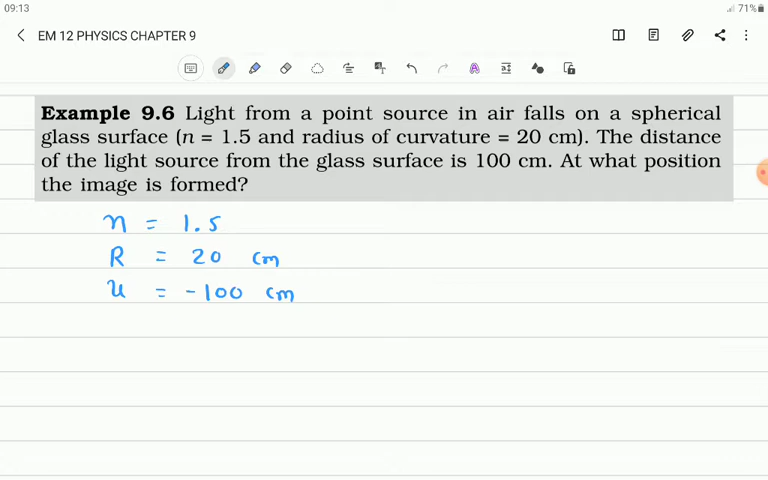 09:13 71%
EM 12 PHYSICS CHAPTER 9
Example 9.6 Light from a point source in air falls on a spherical
glass surface (n = 1.5 and radius of curvature = 20 cm). The distance
of the light source from the glass surface is 100 cm. At what position
the image is formed?
n = 1.5
R = 20 cm
u = -100 cm